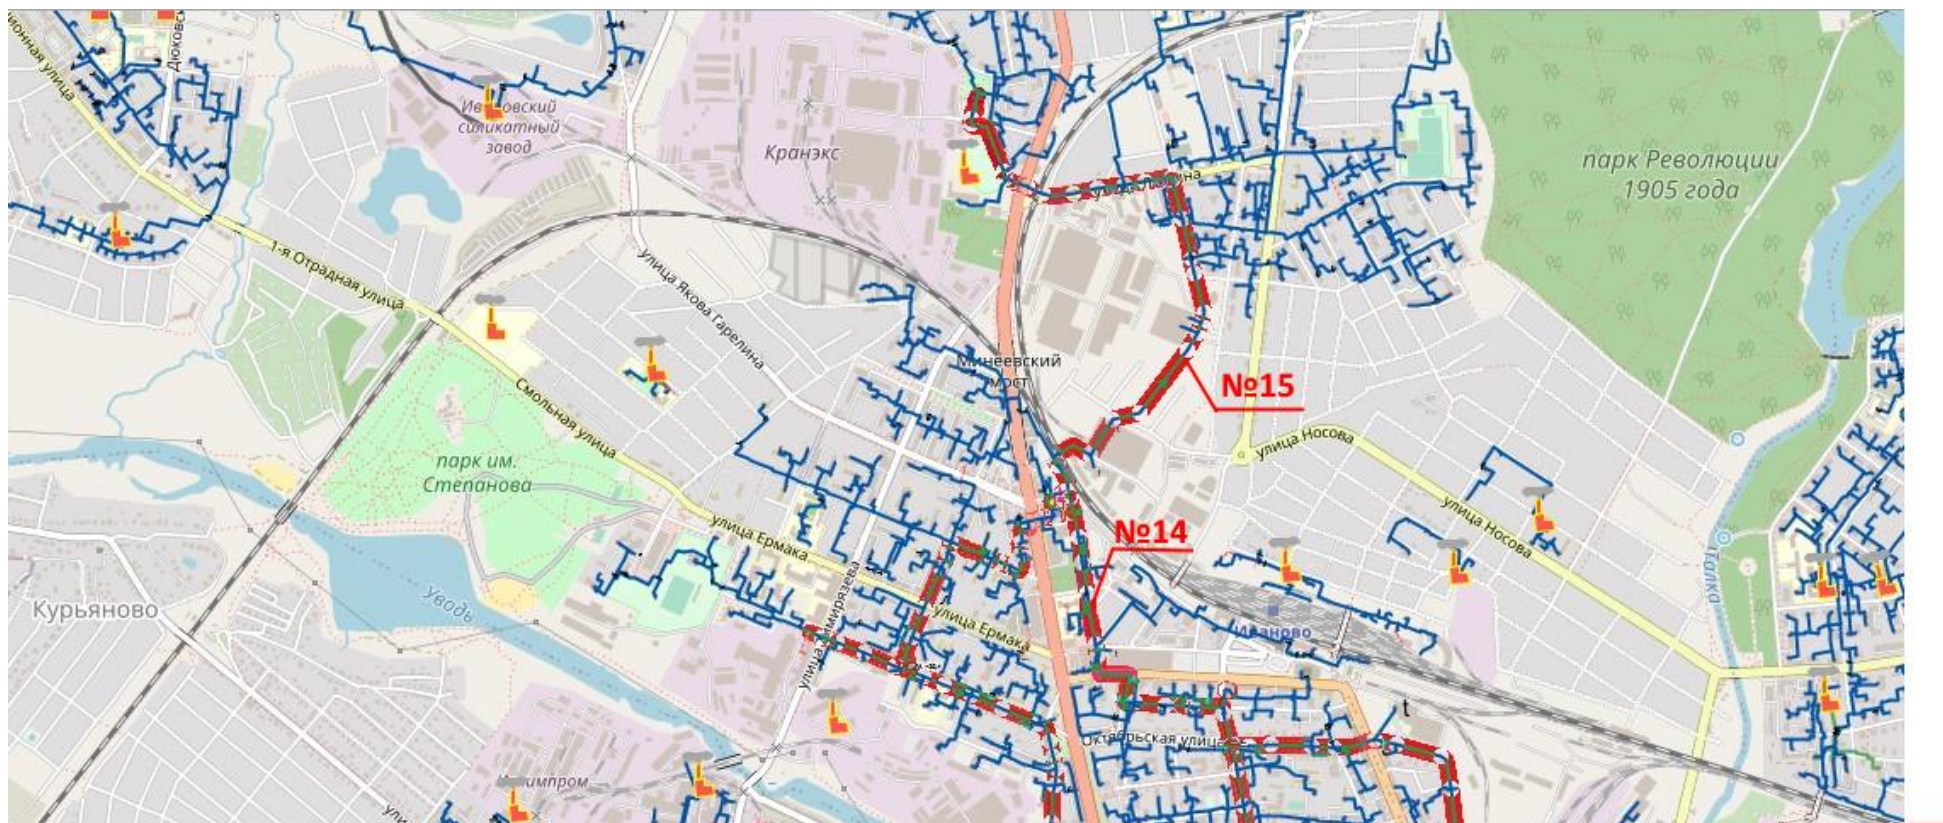 Ивановский
силикатный
завод
Кранэкс
парк Революции
1905 года
1-я Отрадная улица
улица Якова Гарелина
Минеевский
мост
№15
Смольная улица
улица Носова
парк им.
Степанова
улица Носова
улица Ермака
№14
Талка
Курьяново
Уводь
улица Тимирязева
улица Ермака
Иваново
t
Октябрьская улица